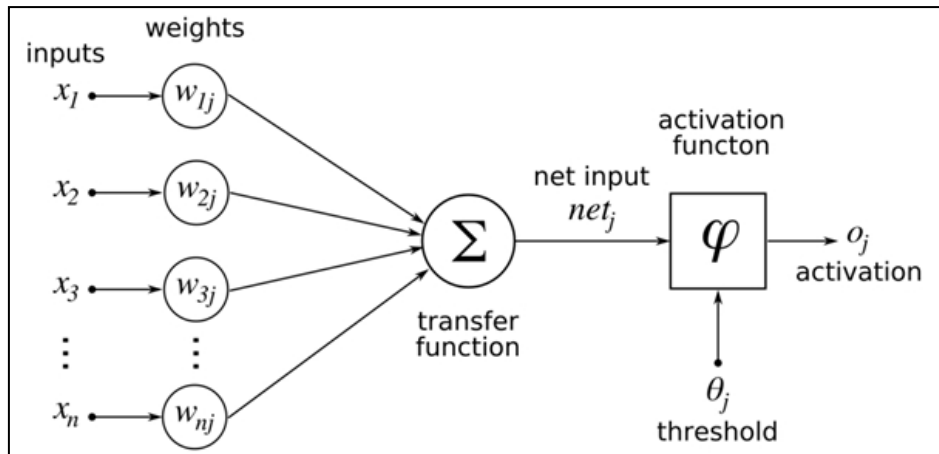 weights
inputs
x1
w1j
x2
w2j
x3
w3j
⋮
⋮
xn
wnj
Σ
transfer
function
net input
netj
activation
functon
φ
oj
activation
θj
threshold